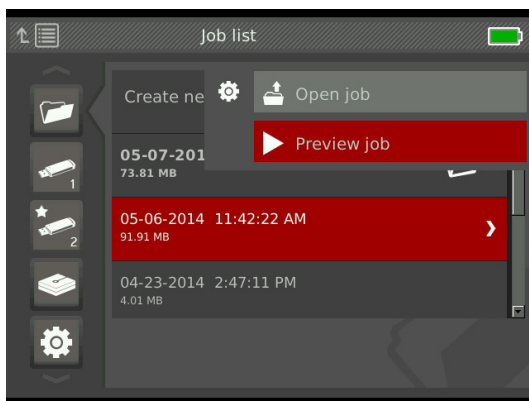 Job list
Create ne
Open job
Preview job
05-07-201
73.81 MB
1
05-06-2014 11:42:22 AM
91.91 MB
2
04-23-2014 2:47:11 PM
4.01 MB